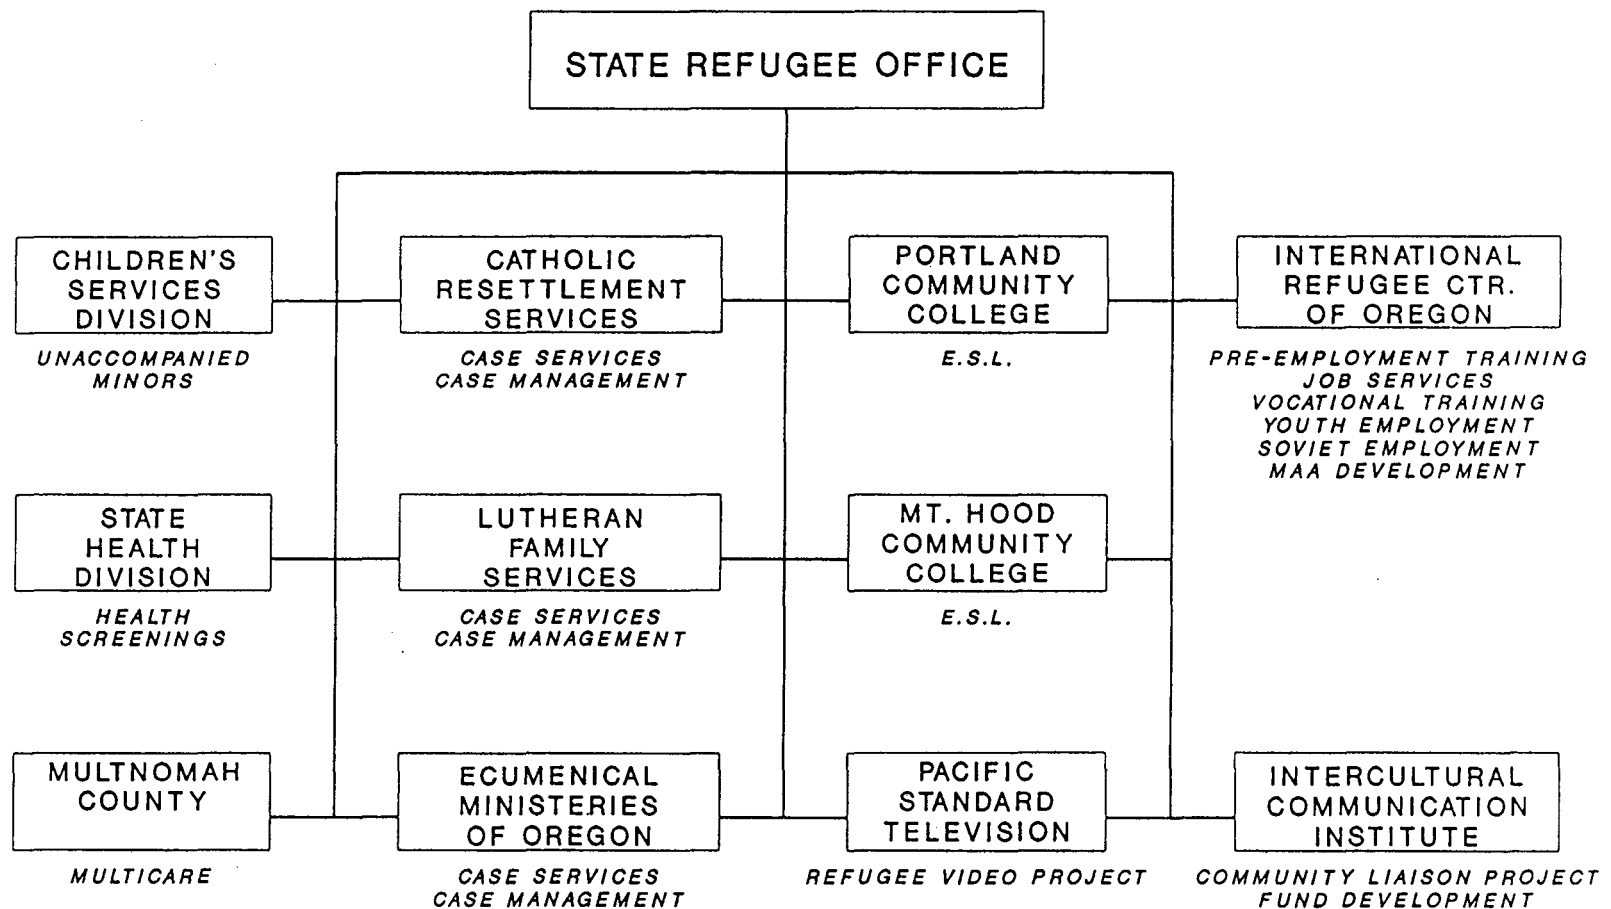 STATE REFUGEE OFFICE
CHILDREN'S
SERVICES
DIVISION
UNACCOMPANIED
MINORS
CATHOLIC
RESETTLEMENT
SERVICES
CASE SERVICES
CASE MANAGEMENT
PORTLAND
COMMUNITY
COLLEGE
E.S.L.
INTERNATIONAL
REFUGEE CTR.
OF OREGON
PRE-EMPLOYMENT TRAINING
JOB SERVICES
VOCATIONAL TRAINING
YOUTH EMPLOYMENT
SOVIET EMPLOYMENT
MAA DEVELOPMENT
STATE
HEALTH
DIVISION
HEALTH
SCREENINGS
LUTHERAN
FAMILY
SERVICES
CASE SERVICES
CASE MANAGEMENT
MT. HOOD
COMMUNITY
COLLEGE
E.S.L.
MULTNOMAH
COUNTY
MULTICARE
ECUMENICAL
MINISTERIES
OF OREGON
CASE SERVICES
CASE MANAGEMENT
PACIFIC
STANDARD
TELEVISION
REFUGEE VIDEO PROJECT
INTERCULTURAL
COMMUNICATION
INSTITUTE
COMMUNITY LIAISON PROJECT
FUND DEVELOPMENT